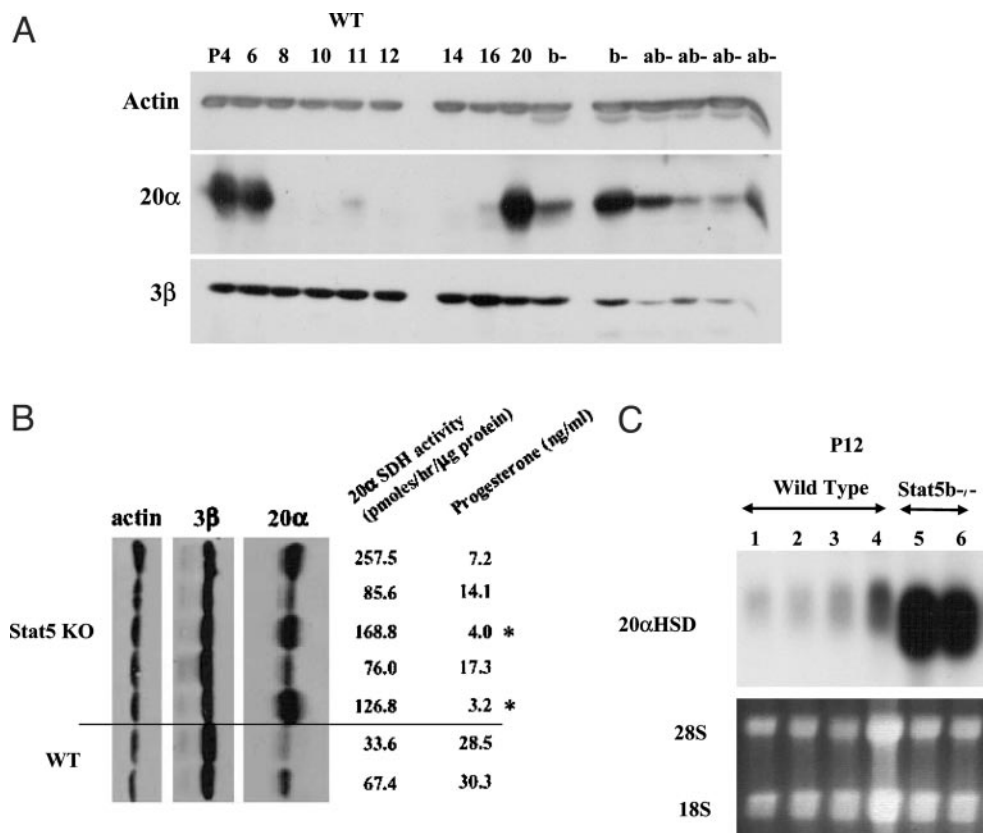 A
WT
P4 6 8 10 11 12 14 16 20 b- b- ab- ab- ab- ab-
Actin
20α
3β
B
20α SDH activity
(pmoles/hr/μg protein)
Progesterone (ng/ml)
actin 3β 20α
257.5 7.2
85.6 14.1
Stat5 KO
168.8 4.0 *
76.0 17.3
126.8 3.2 *
WT
33.6 28.5
67.4 30.3
C
P12
Wild Type Stat5b-/-
1 2 3 4 5 6
20αHSD
28S
18S